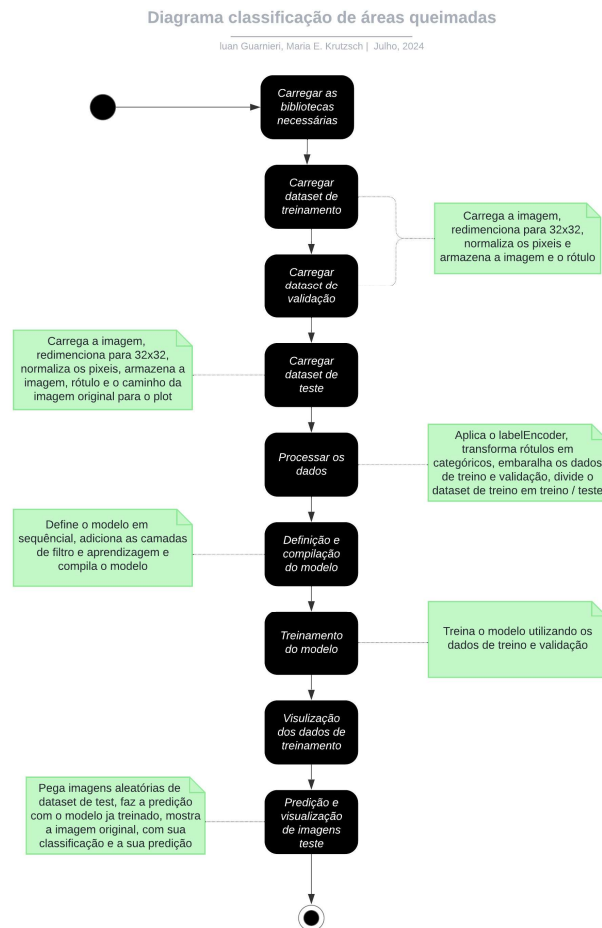 Diagrama classificação de áreas queimadas
Iuan Guarnieri, Maria E. Krutzsch | Julho, 2024
Carregar as
bibliotecas
necessárias
Carregar
dataset de
treinamento
Carrega a imagem,
redimenciona para 32x32,
normaliza os pixeis e
armazena a imagem e o rótulo
Carregar
dataset de
validação
Carrega a imagem,
redimenciona para 32x32,
normaliza os pixeis, armazena a
imagem, rótulo e o caminho da
imagem original para o plot
Carregar
dataset de
teste
Processar os
dados
Aplica o labelEncoder,
transforma rótulos em
categóricos, embaralha os dados
de treino e validação, divide o
dataset de treino em treino / teste
Define o modelo em
sequêncial, adiciona as camadas
de filtro e aprendizagem e
compila o modelo
Definição e
compilação
do modelo
Treinamento
do modelo
Treina o modelo utilizando os
dados de treino e validação
Visulização
dos dados de
treinamento
Pega imagens aleatórias de
dataset de test, faz a predição
com o modelo ja treinado, mostra
a imagem original, com sua
classificação e a sua predição
Predição e
visualização
de imagens
teste